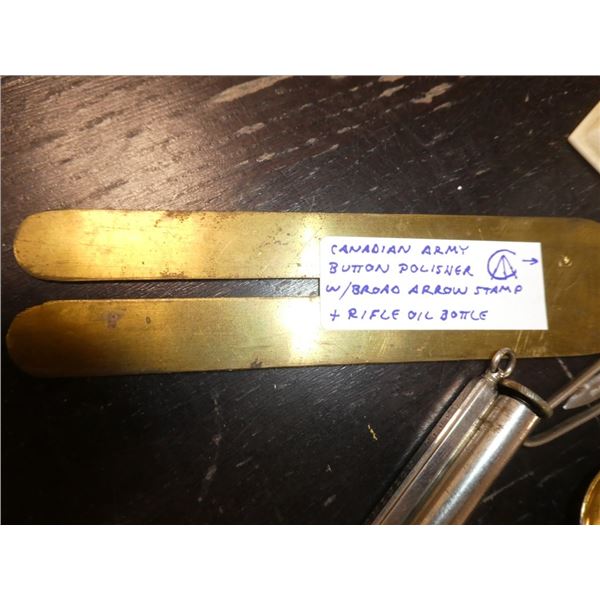 CANADIAN ARMY
BUTTON POLISHER
W/BROAD ARROW STAMP
+ RIFLE OIL BOTTLE